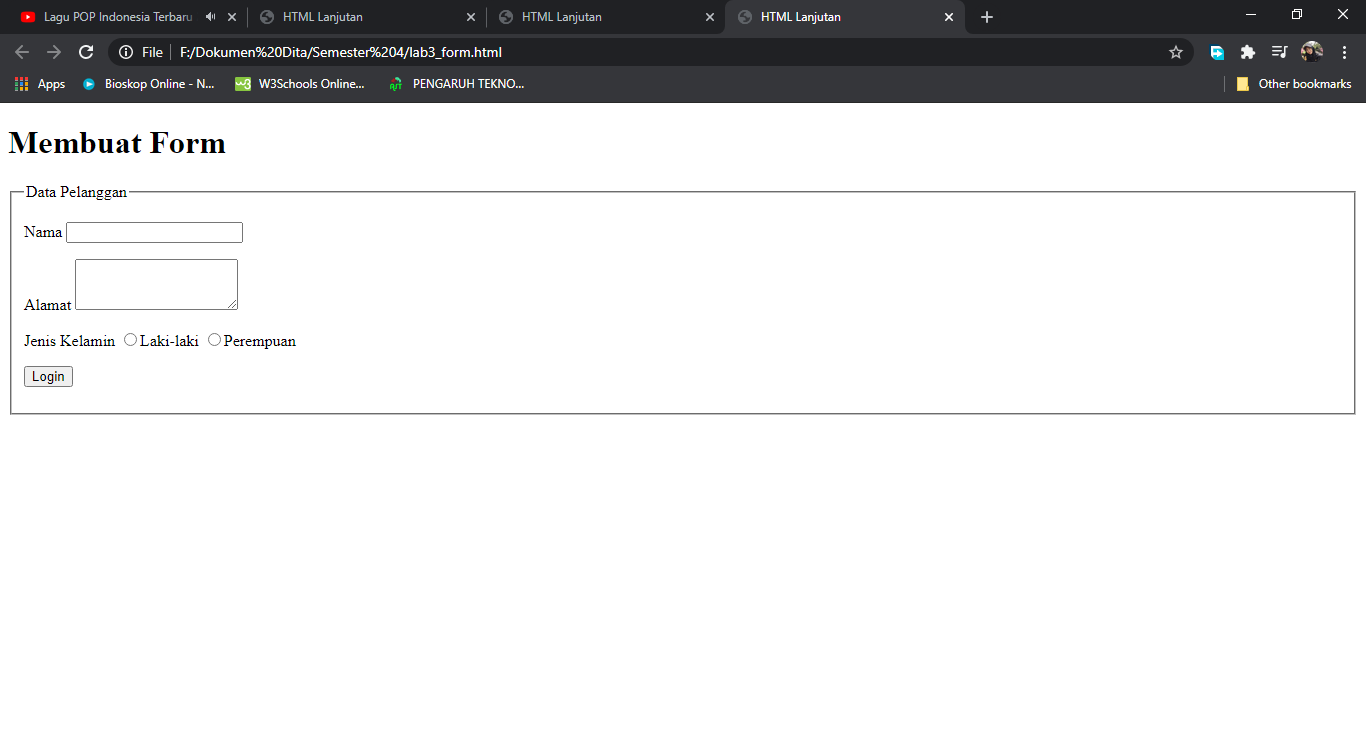 Lagu POP Indonesia Terbaru
HTML Lanjutan
HTML Lanjutan
HTML Lanjutan
File
F:/Dokumen%20Dita/Semester%204/lab3_form.html
Apps
Bioskop Online - N...
W3Schools Online...
PENGARUH TEKNO...
Other bookmarks
Membuat Form
Data Pelanggan
Nama
Alamat
Jenis Kelamin Laki-laki Perempuan
Login